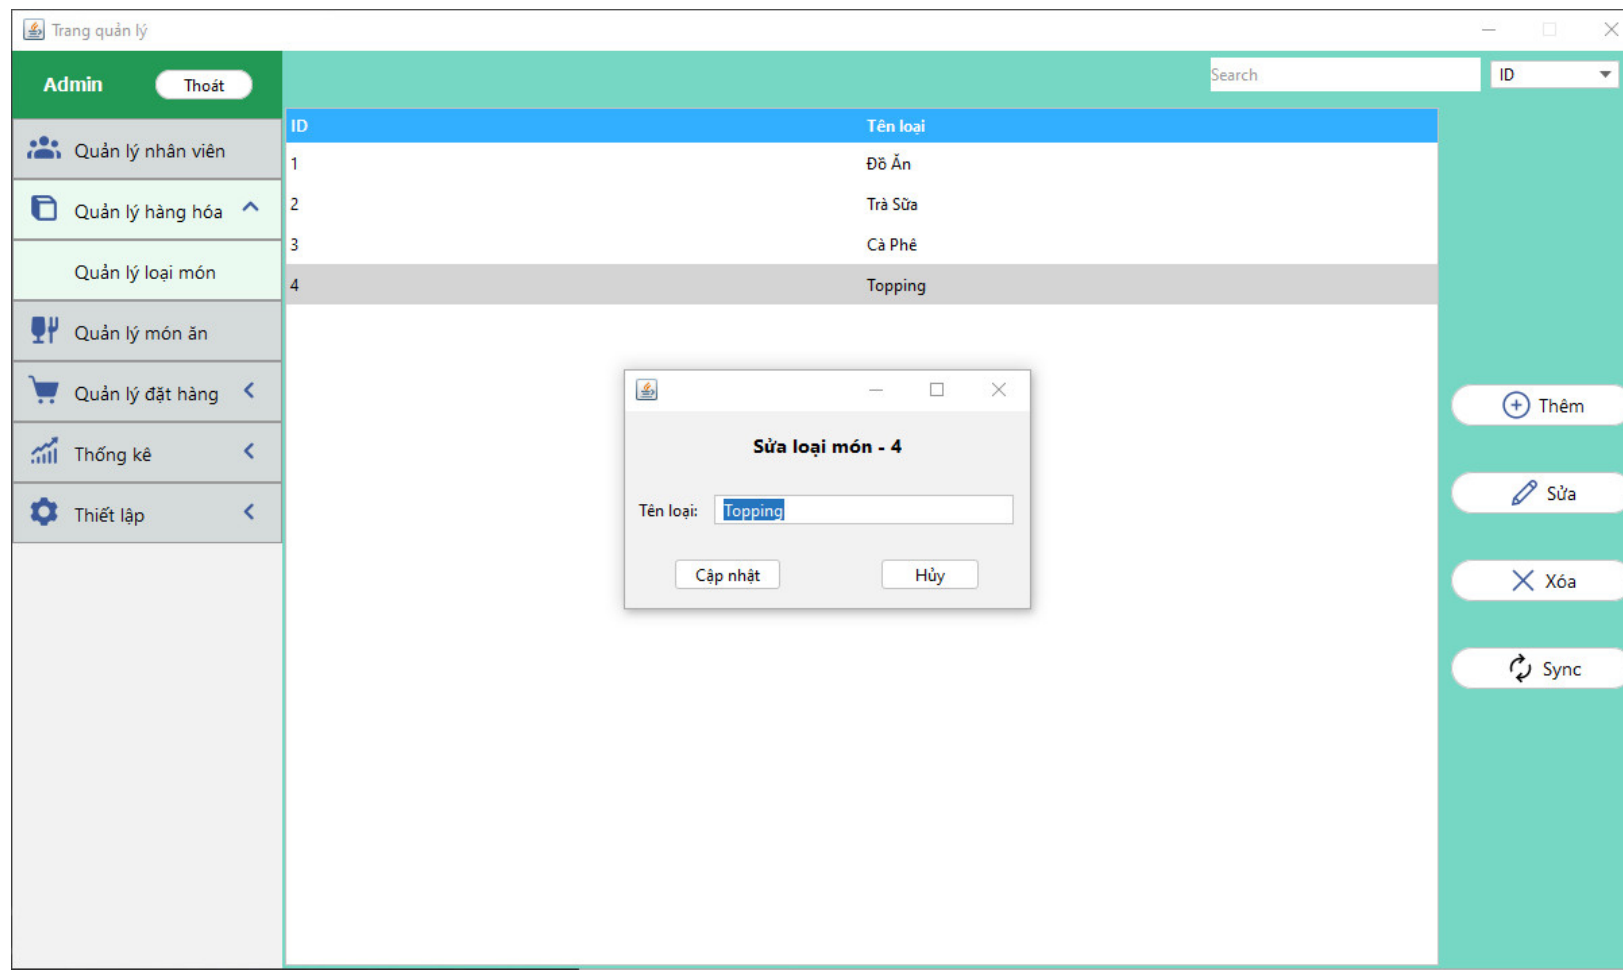 Trang quản lý
Admin
Thoát
Search
ID
Quản lý nhân viên
Quản lý hàng hóa
Quản lý loại món
Quản lý món ăn
Quản lý đặt hàng
Thống kê
Thiết lập
ID Tên loại
1 Đồ Ăn
2 Trà Sữa
3 Cà Phê
4 Topping
Sửa loại món - 4
Tên loại: Topping
Cập nhật
Hủy
Thêm
Sửa
Xóa
Sync